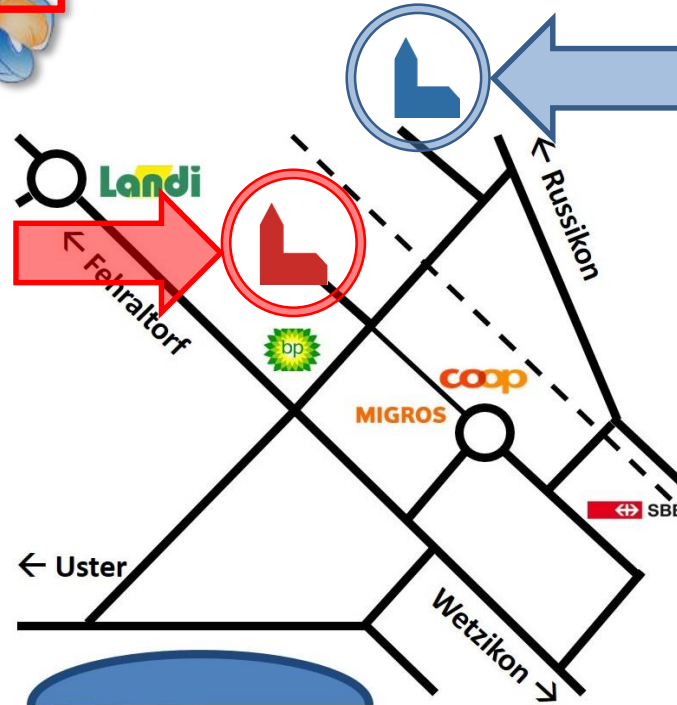 Landi
← Russikon
← Fehraltorf
bp
coop
MIGROS
SBB
← Uster
Wetzikon →